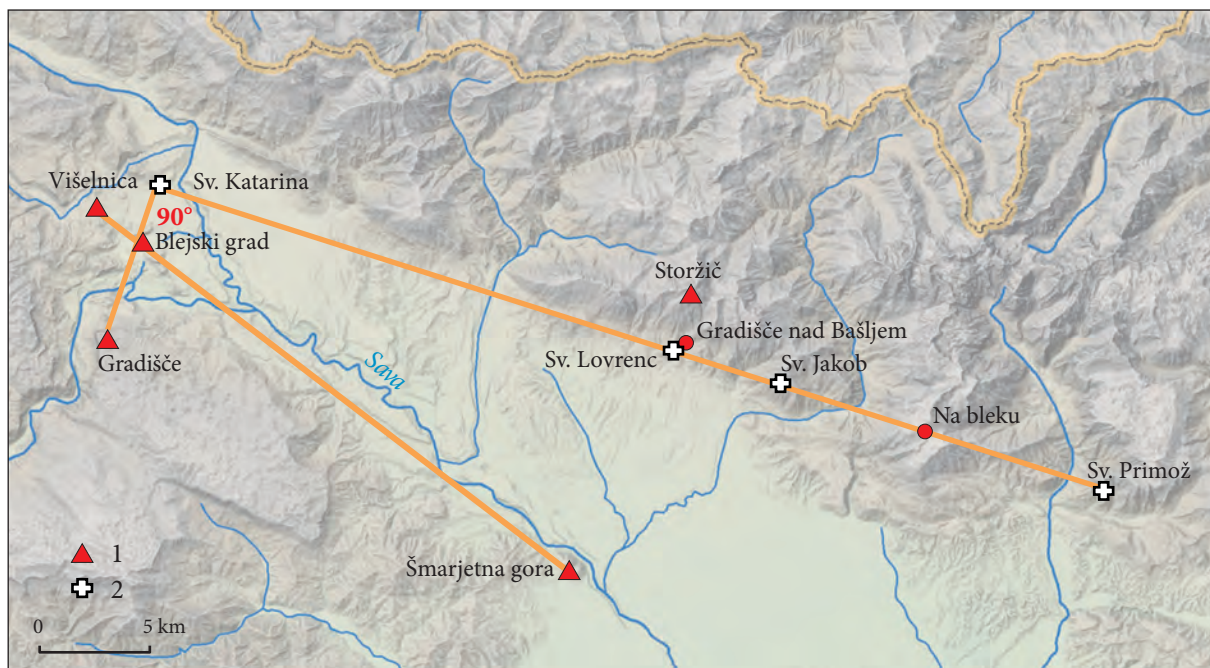 Višelnica
Sv. Katarina
90°
Blejski grad
Storžič
Gradišče nad Bašljem
Gradišče
Sv. Lovrenc
Sv. Jakob
Sava
Na bleku
Sv. Primož
Šmarjetna gora
1
2
0 5 km